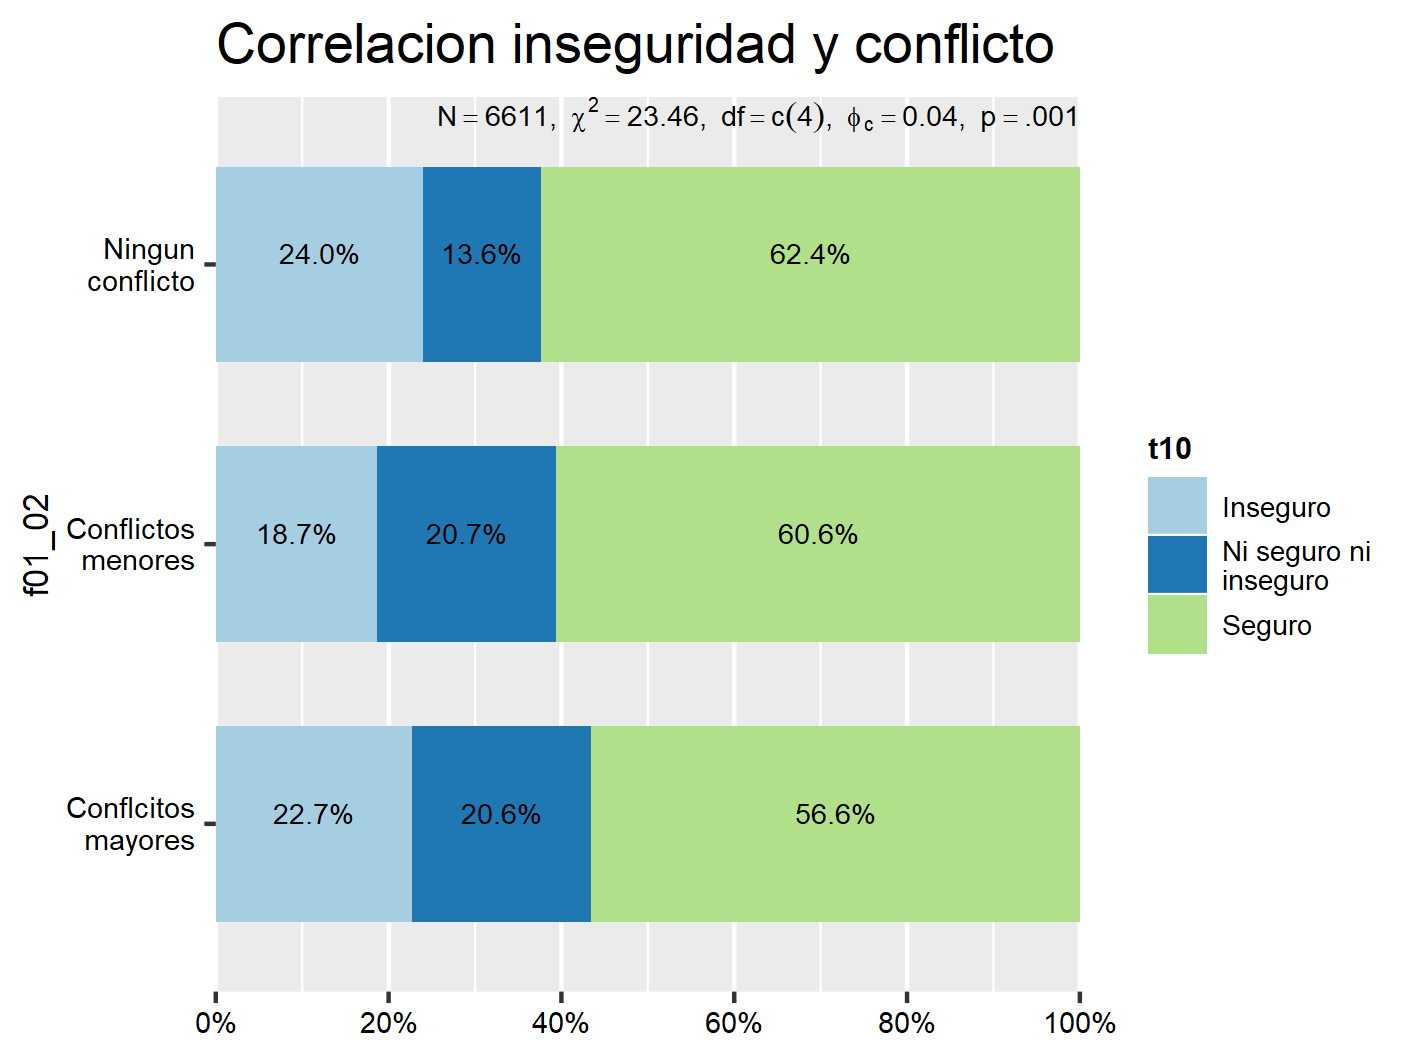 Correlacion inseguridad y conflicto
N = 6611, χ² = 23.46, df = c(4), ϕc = 0.04, p = .001
Ningun
conflicto
24.0% 13.6% 62.4%
f01_02
Conflictos
menores
18.7% 20.7% 60.6%
Conflcitos
mayores
22.7% 20.6% 56.6%
0% 20% 40% 60% 80% 100%
t10
Inseguro
Ni seguro ni
inseguro
Seguro